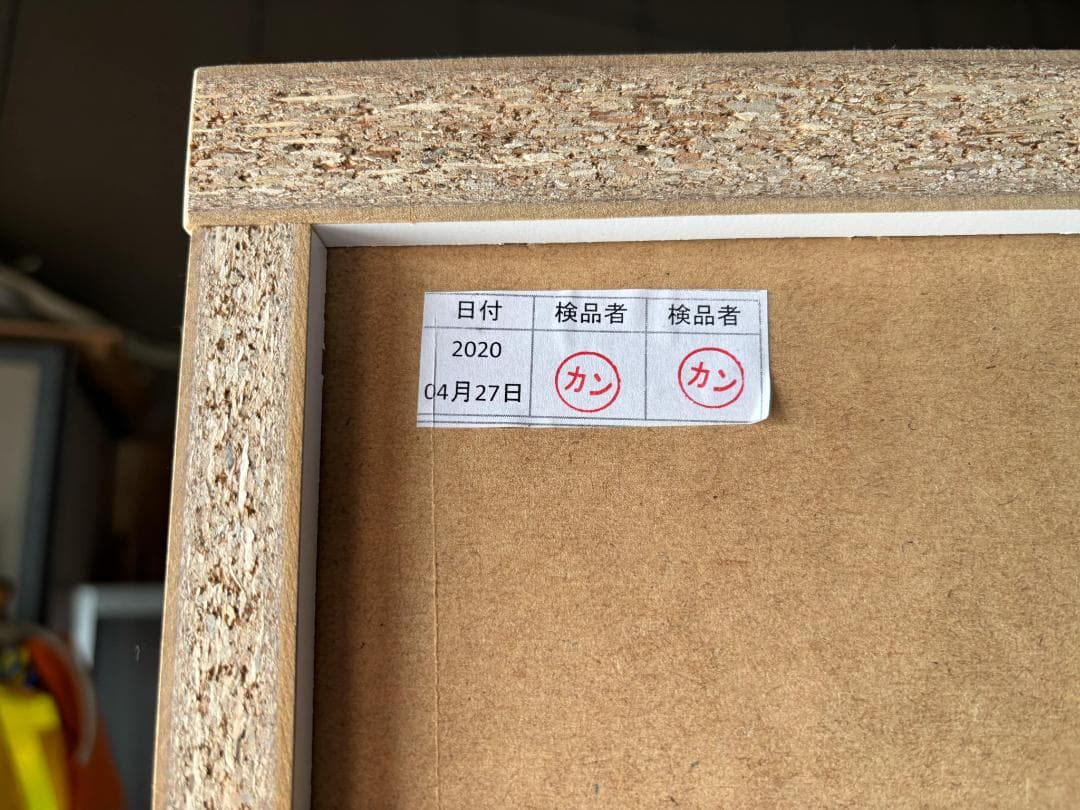 日付 検品者 検品者
2020
カン カン
04月27日